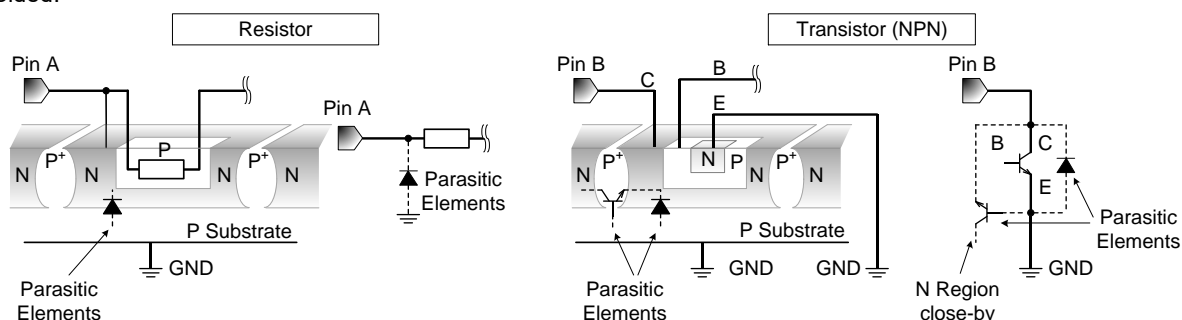 Resistor
Transistor (NPN)
Pin A
Pin A
P
N
P+
N
N
P+
N
Parasitic
Elements
P Substrate
GND
Parasitic
Elements
Pin B
C
B
E
N
P+
N
N
P
N
P+
N
P Substrate
GND
GND
Parasitic
Elements
Pin B
B
C
E
Parasitic
Elements
GND
N Region
close-by